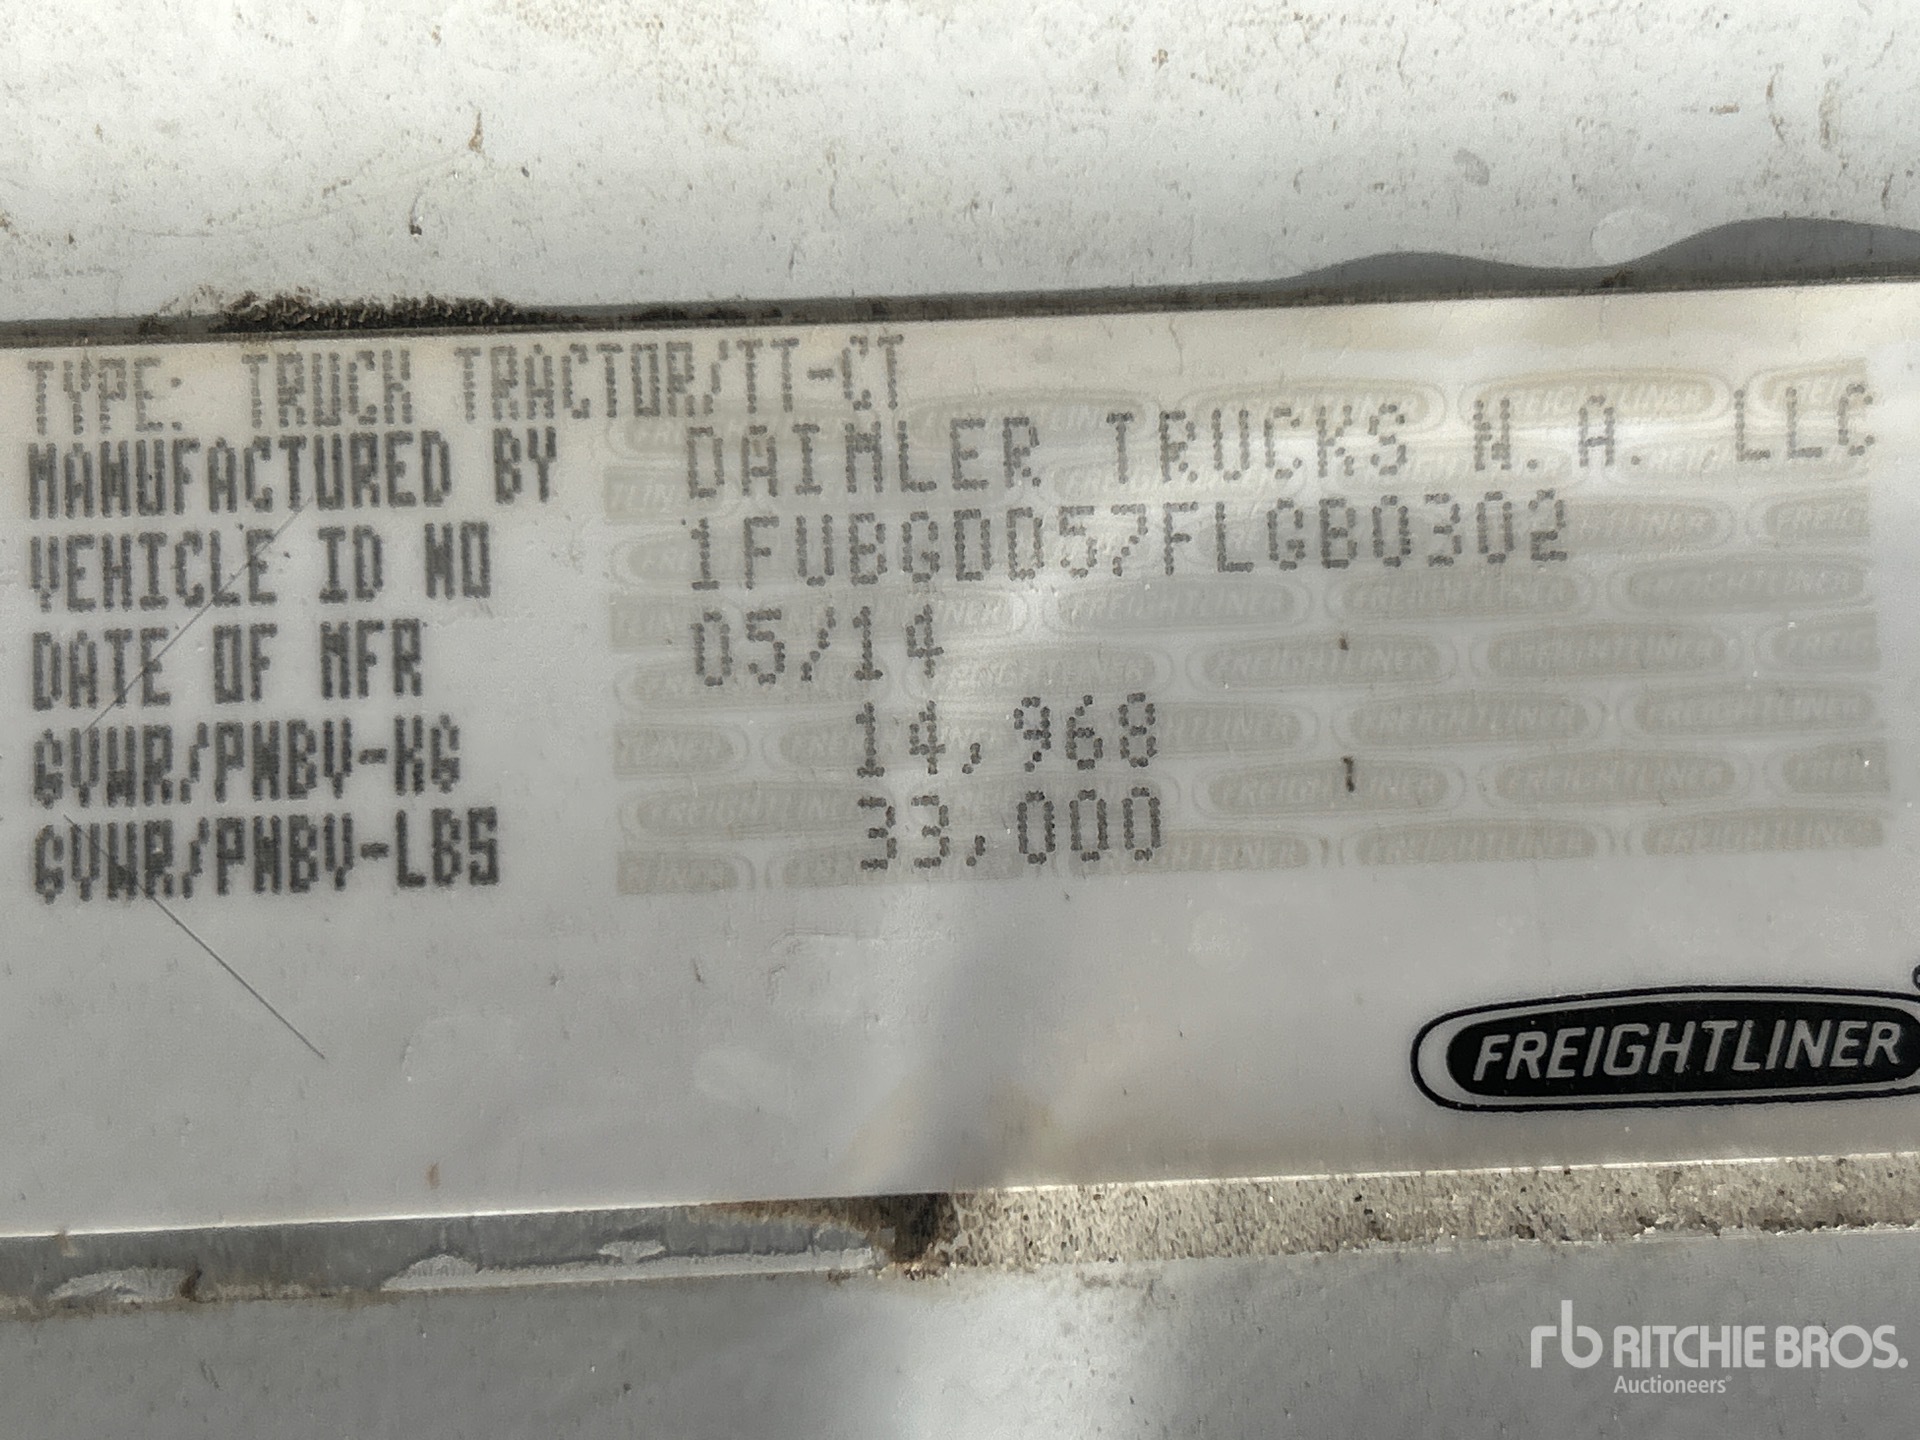 TYPE: TRUCK TRACTOR/TT-CT
MANUFACTURED BY DAIMLER TRUCKS N.A. LLC
VEHICLE ID NO 1FUBGDD57FLGB0302
DATE OF MFR 05/14
GVWR/PNBV-KG 14,968
GVWR/PNBV-LBS 33,000
FREIGHTLINER
rb RITCHIE BROS.
Auctioneers